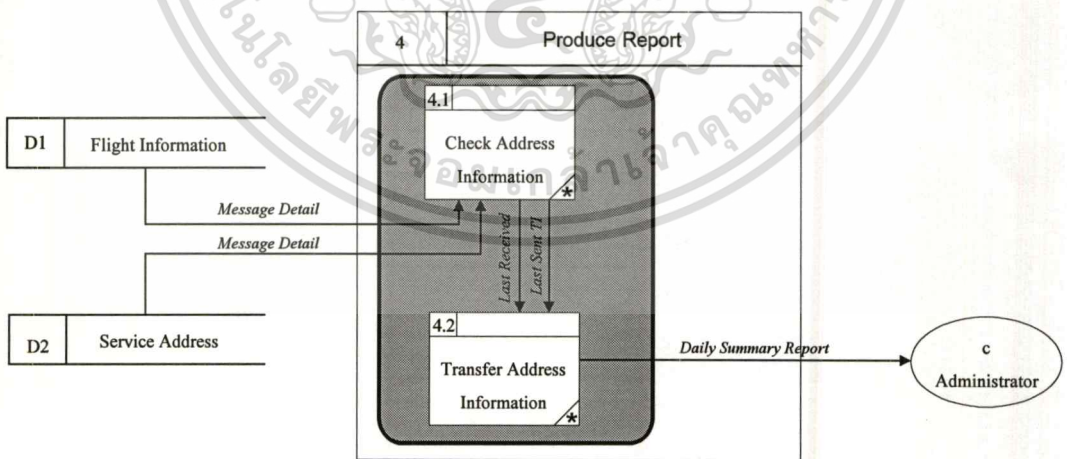 4
Produce Report
4.1
Check Address
Information
*
D1
Flight Information
Message Detail
Message Detail
Last Received
Last Sent TI
D2
Service Address
4.2
Transfer Address
Information
*
Daily Summary Report
c
Administrator